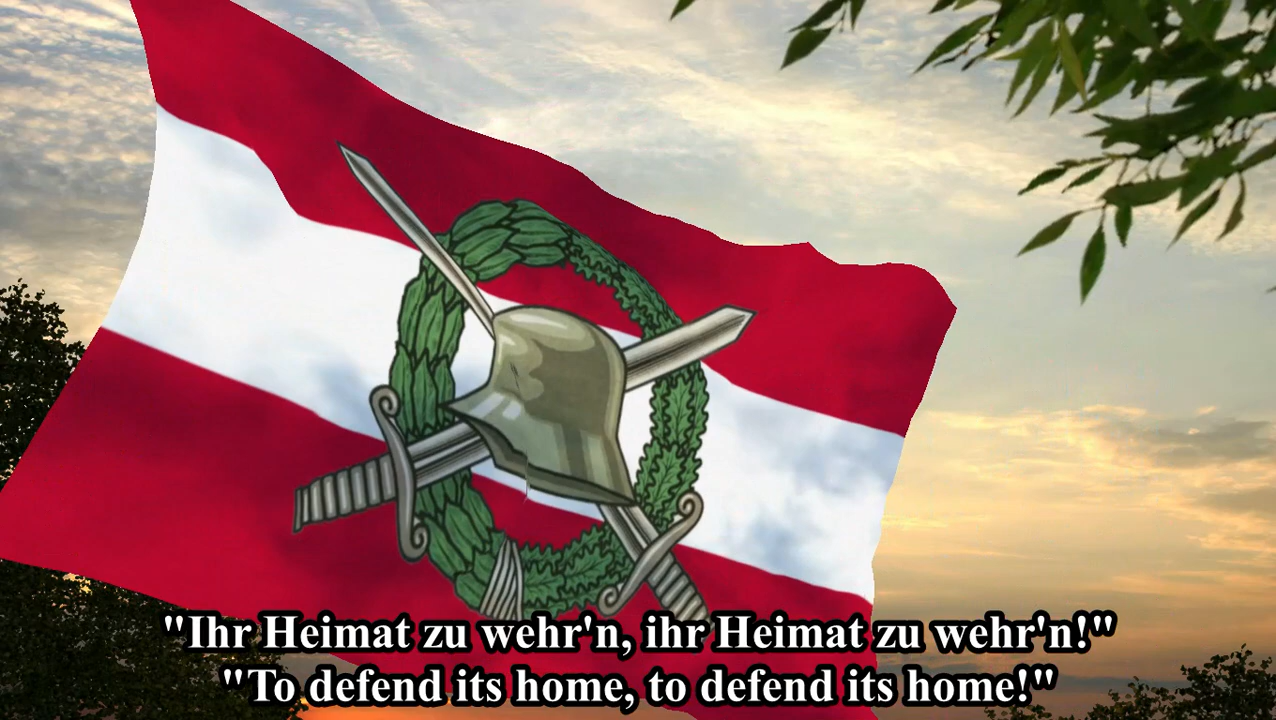 "Ihr Heimat zu wehr'n, ihr Heimat zu wehr'n!"
"To defend its home, to defend its home!"